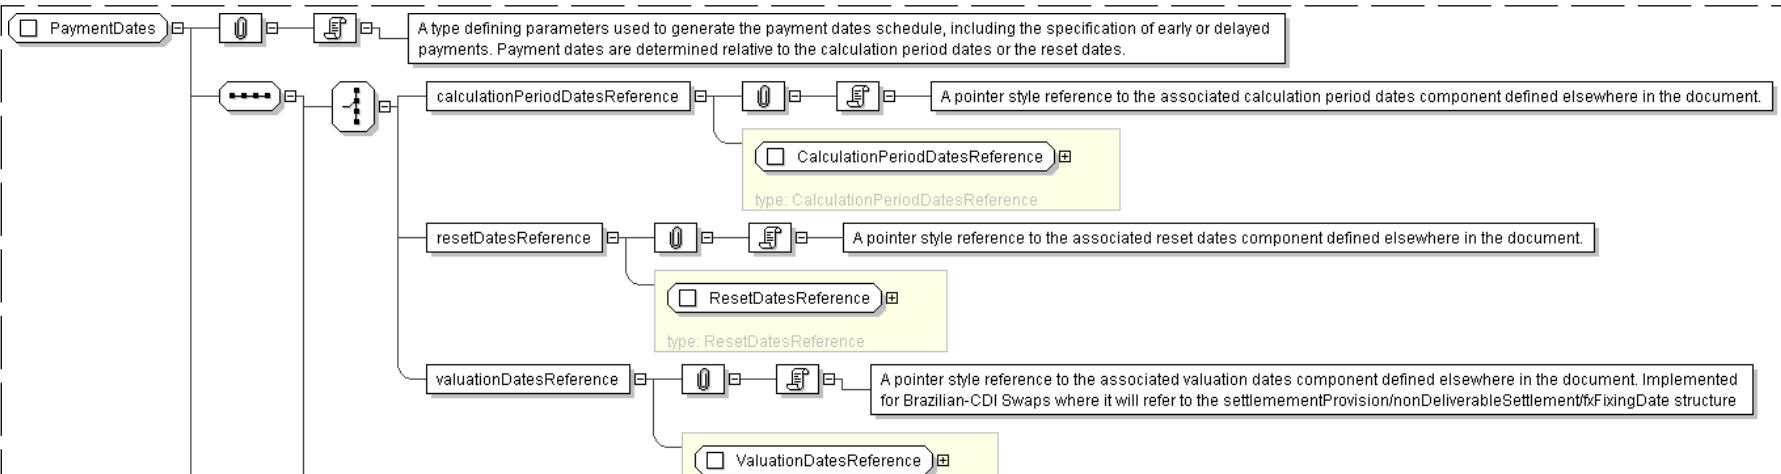 PaymentDates
A type defining parameters used to generate the payment dates schedule, including the specification of early or delayed
payments. Payment dates are determined relative to the calculation period dates or the reset dates.
calculationPeriodDatesReference
A pointer style reference to the associated calculation period dates component defined elsewhere in the document.
CalculationPeriodDatesReference
type: CalculationPeriodDatesReference
resetDatesReference
A pointer style reference to the associated reset dates component defined elsewhere in the document.
ResetDatesReference
type: ResetDatesReference
valuationDatesReference
A pointer style reference to the associated valuation dates component defined elsewhere in the document. Implemented
for Brazilian-CDI Swaps where it will refer to the settlemementProvision/nonDeliverableSettlement/fxFixingDate structure
ValuationDatesReference